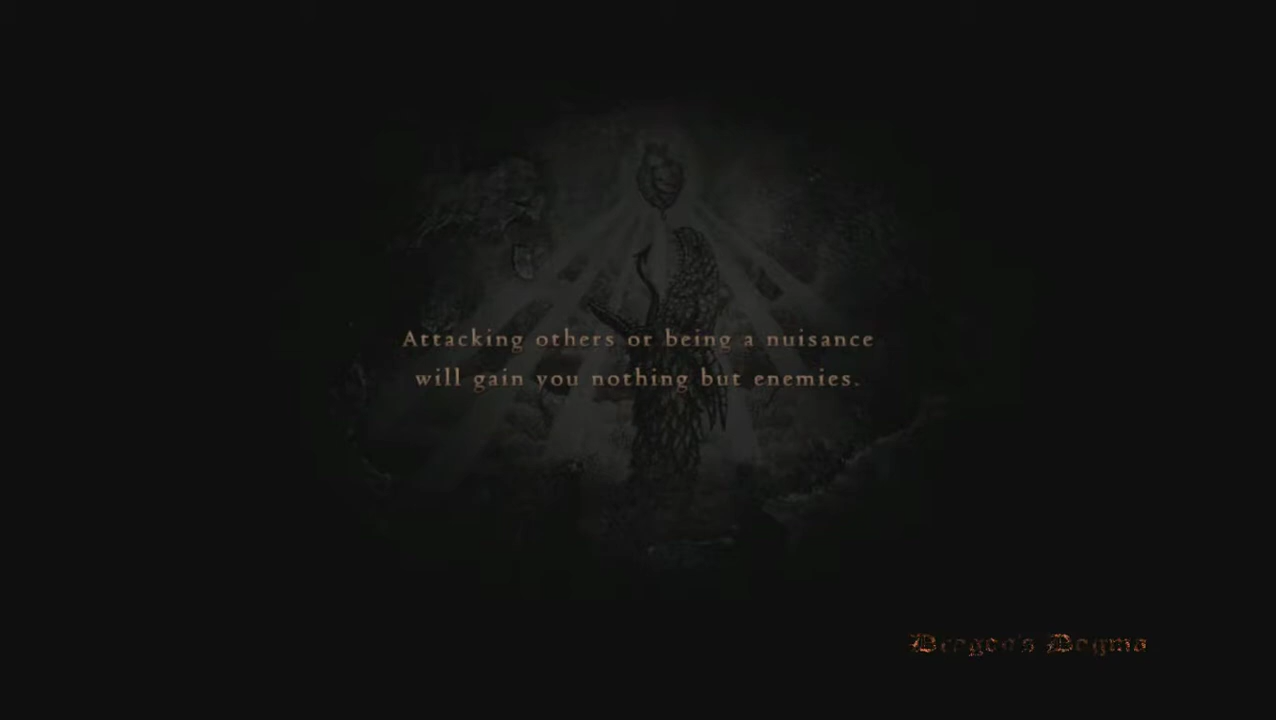 Attacking others or being a nuisance
will gain you nothing but enemies.
Dragon's Dogma